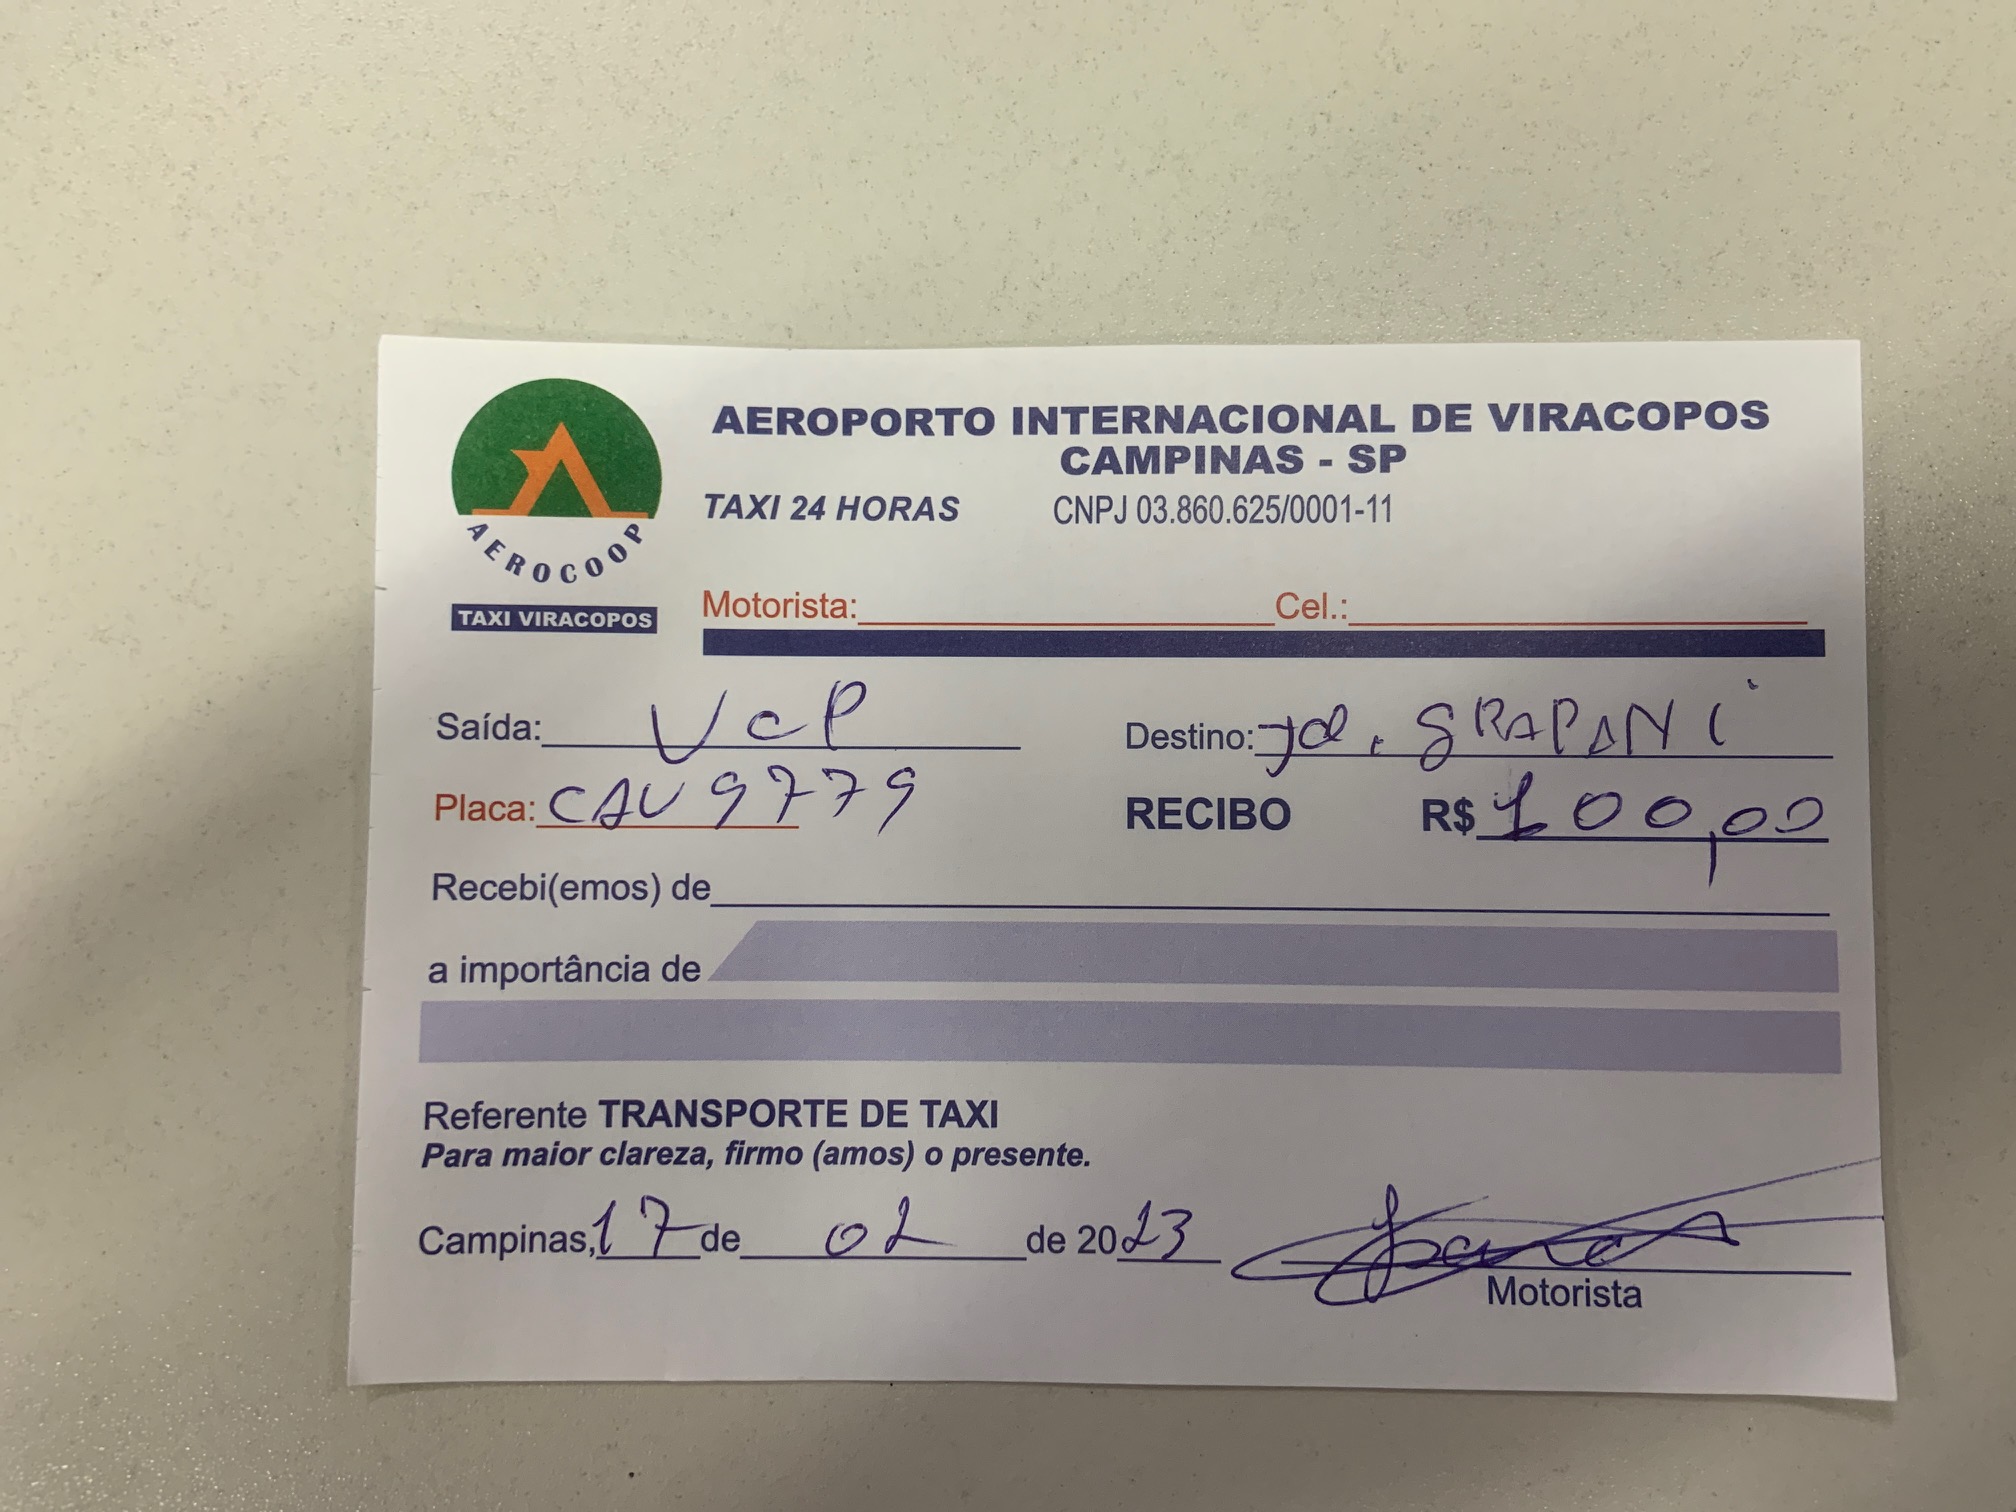 AEROPORTO INTERNACIONAL DE VIRACOPOS
CAMPINAS - SP
TAXI 24 HORAS CNPJ 03.860.625/0001-11
AEROCOOP
TAXI VIRACOPOS
Motorista: Cel.:
Saída: VCP Destino: Jd. GRAPANI
Placa: CAU 9779 RECIBO R$ 100,00
Recebi(emos) de
a importância de
Referente TRANSPORTE DE TAXI
Para maior clareza, firmo (amos) o presente.
Campinas, 17 de 02 de 2023
Motorista